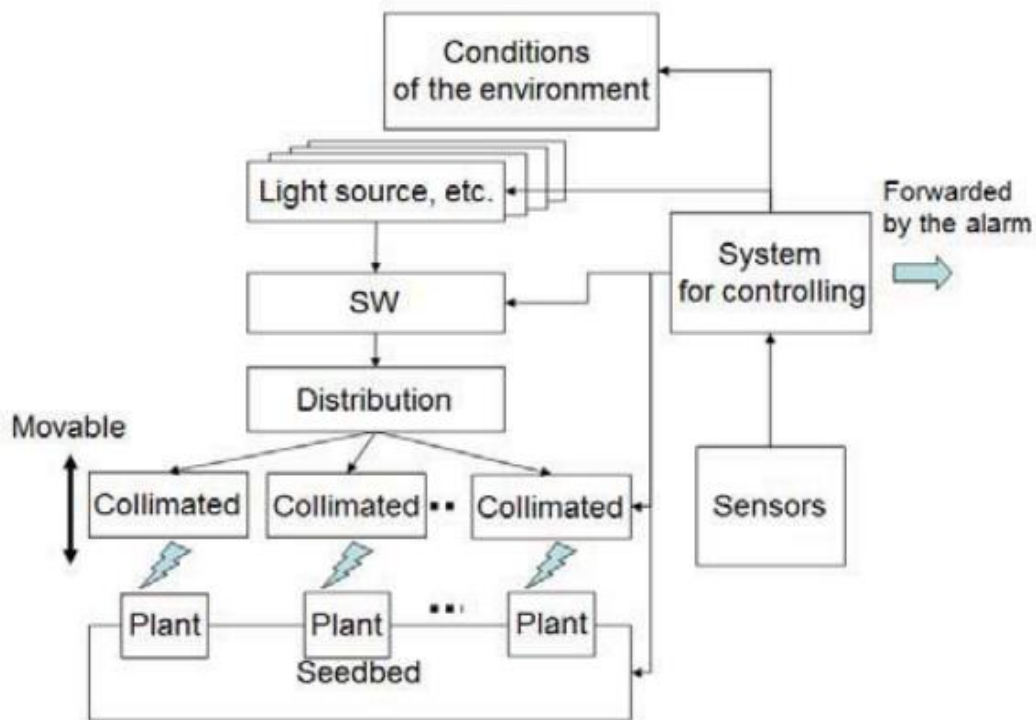 Conditions
of the environment
Light source, etc.
Forwarded
by the alarm
System
for controlling
SW
Distribution
Movable
Collimated
Collimated
Collimated
Sensors
Plant
Plant
Plant
Seedbed